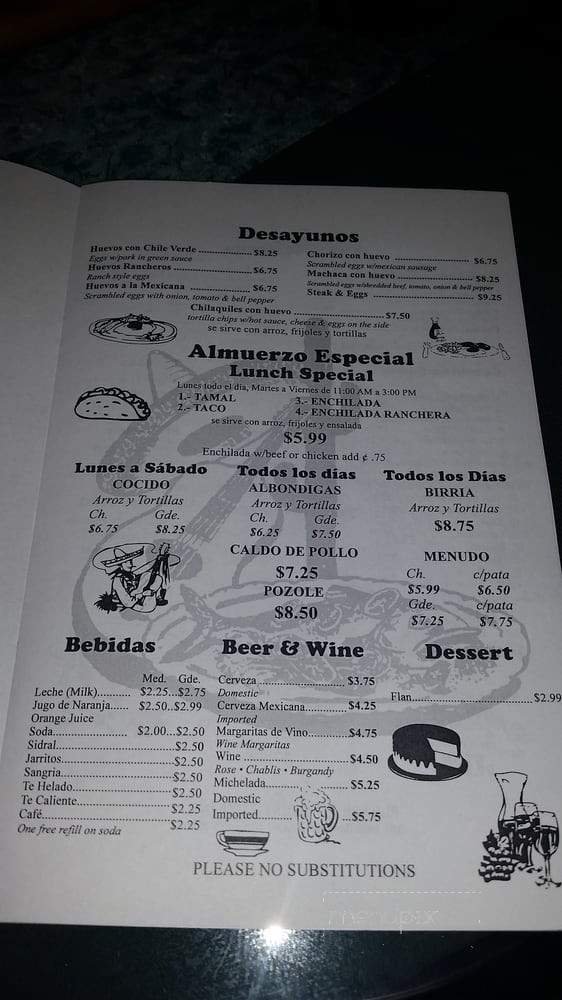 Desayunos
Huevos con Chile Verde .................. $8.25
Eggs w/pork in green sauce
Huevos Rancheros ........................ $6.75
Ranch style eggs
Huevos a la Mexicana .................. $6.75
Scrambled eggs with onion, tomato & bell pepper
Chorizo con huevo ........................ $6.75
Scrambled eggs w/mexican sausage
Machaca con huevo ........................ $8.25
Scrambled eggs w/shredded beef, tomato, onion & bell pepper
Steak & Eggs ........................ $9.25
Chilaquiles con huevo ........................ $7.50
tortilla chips w/hot sauce, cheese & eggs on the side
se sirve con arroz, frijoles y tortillas
Almuerzo Especial
Lunch Special
Lunes todo el dia, Martes a Viernes de 11:00 AM a 3:00 PM
1.- TAMAL
2.- TACO
3.- ENCHILADA
4.- ENCHILADA RANCHERA
se sirve con arroz, frijoles y ensalada
$5.99
Enchilada w/beef or chicken add ¢ .75
Lunes a Sábado
COCIDO
Arroz y Tortillas
Ch. Gde.
$6.75 $8.25
Todos los dias
ALBONDIGAS
Arroz y Tortillas
Ch. Gde.
$6.25 $7.50
CALDO DE POLLO
$7.25
POZOLE
$8.50
Todos los Dias
BIRRIA
Arroz y Tortillas
$8.75
MENUDO
Ch. c/pata
$5.99 $6.50
Gde. c/pata
$7.25 $7.75
Bebidas
Med. Gde.
Leche (Milk)........... $2.25...$2.75
Jugo de Naranja...... $2.50..$2.99
Orange Juice
Soda........................ $2.00...$2.50
Sidral.................................$2.50
Jarritos...............................$2.50
Sangria..............................$2.50
Te Helado..........................$2.50
Te Caliente.........................$2.25
Café...................................$2.25
One free refill on soda
Beer & Wine
Cerveza ............................ $3.75
Domestic
Cerveza Mexicana............. $4.25
Imported
Margaritas de Vino............$4.75
Wine Margaritas
Wine ................................. $4.50
Rose • Chablis • Burgandy
Michelada..........................$5.25
Domestic
Imported...............................$5.75
Dessert
Flan........................................$2.99
PLEASE NO SUBSTITUTIONS
menupix